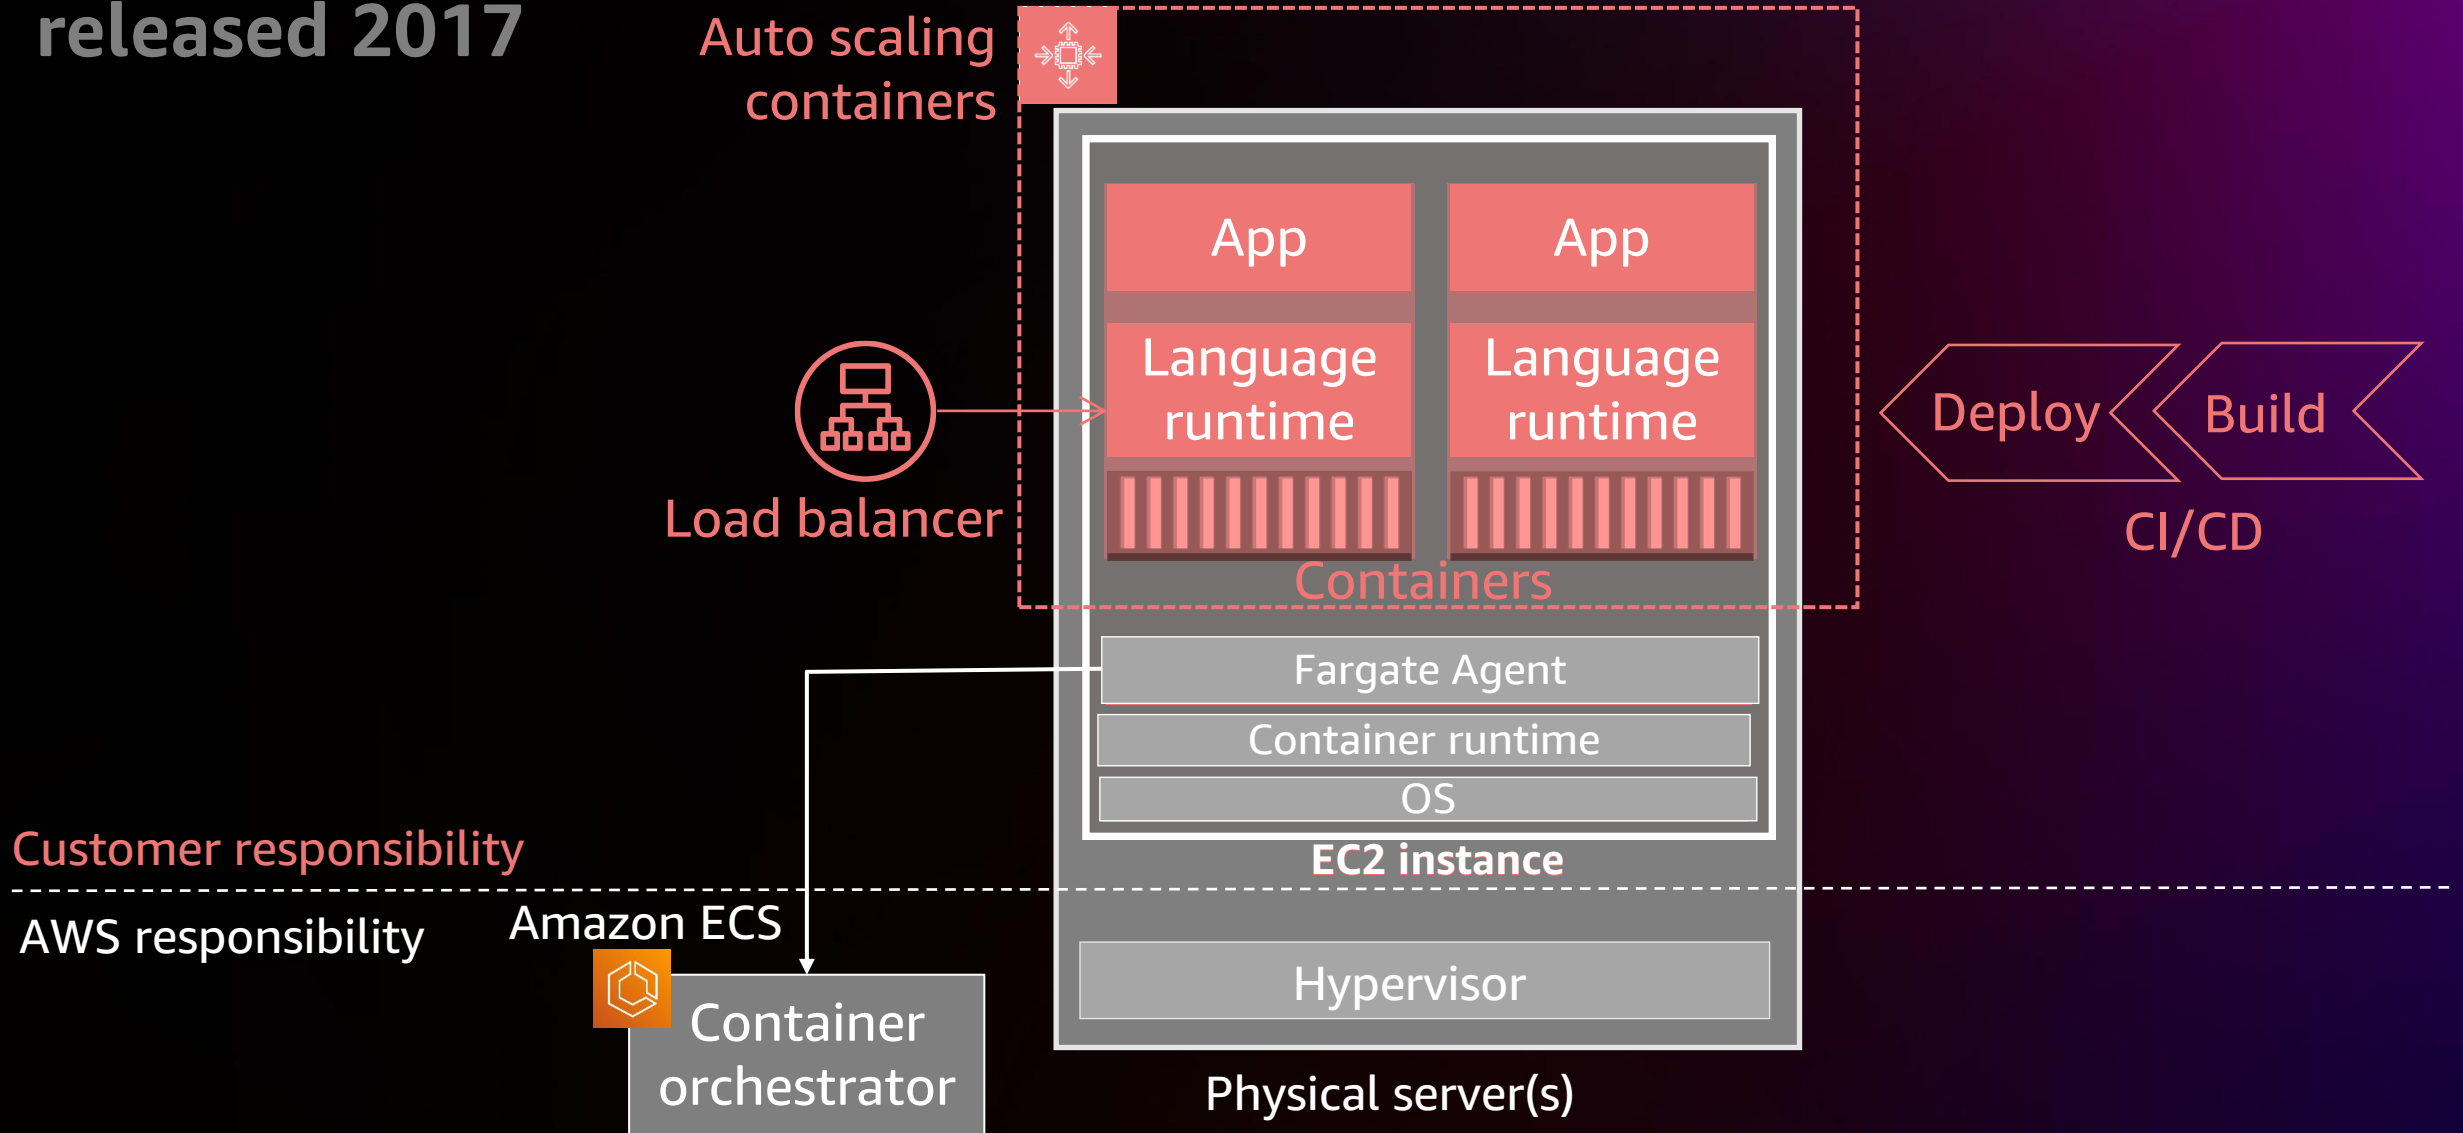 released 2017
Auto scaling
containers
App
App
Language
runtime
Language
runtime
Load balancer
Containers
Deploy
Build
CI/CD
Fargate Agent
Container runtime
OS
EC2 instance
Customer responsibility
AWS responsibility
Amazon ECS
Container
orchestrator
Hypervisor
Physical server(s)